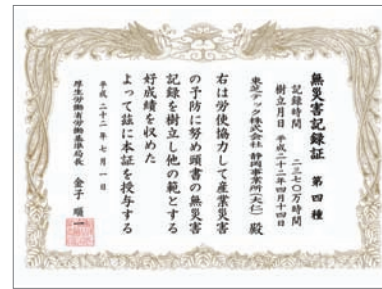 無災害記録証 第四種
記録時間 二三七〇万時間
樹立月日 平成二十二年四月十四日
東芝テック株式会社 静岡事業所(大仁) 殿
右は労使協力して産業災害
の予防に努め頭書の無災害
記録を樹立し他の範とする
好成績を収めた
よって茲に本証を授与する
平成二十二年七月一日
厚生労働省労働基準局長 金子順一